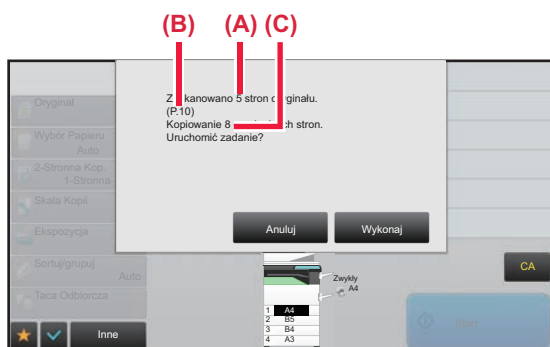 (B) (A) (C)
5 stron
(P.10)
Kopiowanie 8 stron.
Uruchomić zadanie?
Anuluj Wykonaj
Oryginał
Wybór Papieru
Auto
2-Stronna Kop.
1-Stronna
Skala Kopii
Ekspozycja
Sortuj/grupuj
Auto
Taca Odbiorcza
Inne
Zwykły
A4
1 A4
2 B5
3 B4
4 A3
CA
Start